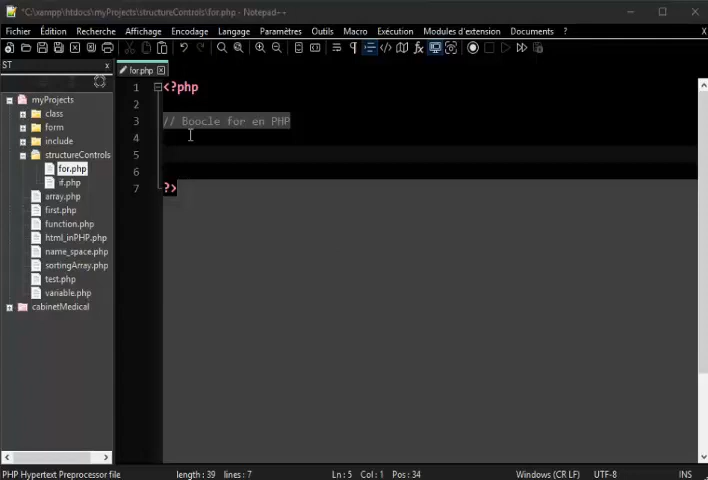 *C:\xampp\htdocs\myProjects\structureControls\for.php - Notepad++
Fichier Édition Recherche Affichage Encodage Langage Paramètres Outils Macro Exécution Modules d'extension Documents ? X
ST x
for.php
myProjects
class
form
include
structureControls
for.php
if.php
array.php
first.php
function.php
html_inPHP.php
name_space.php
sortingArray.php
test.php
variable.php
cabinetMedical
1 <?php
2
3 // Boocle for en PHP
4
5
6
7 ?>
PHP Hypertext Preprocessor file length : 39 lines : 7 Ln : 5 Col : 1 Pos : 34 Windows (CR LF) UTF-8 INS